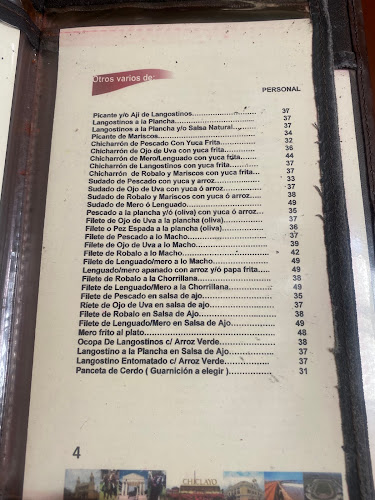 Otros varios de:
PERSONAL
Picante y/o Aji de Langostinos........................... 37
Langostinos a la Plancha.................................. 37
Langostinos a la Plancha y/o Salsa Natural... 37
Picante de Mariscos......................................... 34
Chicharrón de Pescado Con Yuca Frita........... 32
Chicharrón de Ojo de Uva con yuca frita......... 36
Chicharrón de Mero/Lenguado con yuca frita... 44
Chicharrón de Langostinos con yuca frita....... 37
Chicharrón de Robalo y Mariscos con yuca frita... 37
Sudado de Pescado con yuca y arroz............. 33
Sudado de Ojo de Uva con yuca ó arroz......... 37
Sudado de Robalo y Mariscos con yuca ó arroz... 38
Sudado de Mero ó Lenguado......................... 49
Pescado a la plancha y/ó (oliva) con yuca ó arroz... 35
Filete de Ojo de Uva a la plancha (oliva)........ 37
Filete o Pez Espada a la plancha (oliva)......... 36
Filete de Pescado a lo Macho........................ 37
Filete de Ojo de Uva a lo Macho.................... 39
Filete de Robalo a lo Macho.......................... 42
Filete de Lenguado/mero a lo Macho.............. 49
Lenguado/mero apanado con arroz y/ó papa frita..... 49
Filete de Robalo a la Chorrillana.................... 38
Filete de Lenguado/Mero a la Chorrillana........ 49
Filete de Pescado en salsa de ajo................. 35
Riete de Ojo de Uva en salsa de ajo.............. 37
Filete de Robalo en Salsa de Ajo................... 38
Filete de Lenguado/Mero en Salsa de Ajo....... 49
Mero frito al plato........................................... 48
Ocopa De Langostinos c/ Arroz Verde............ 38
Langostino a la Plancha en Salsa de Ajo........ 37
Langostino Entomatado c/ Arroz Verde.......... 37
Panceta de Cerdo ( Guarnición a elegir ).......... 31
4
CHICLAYO